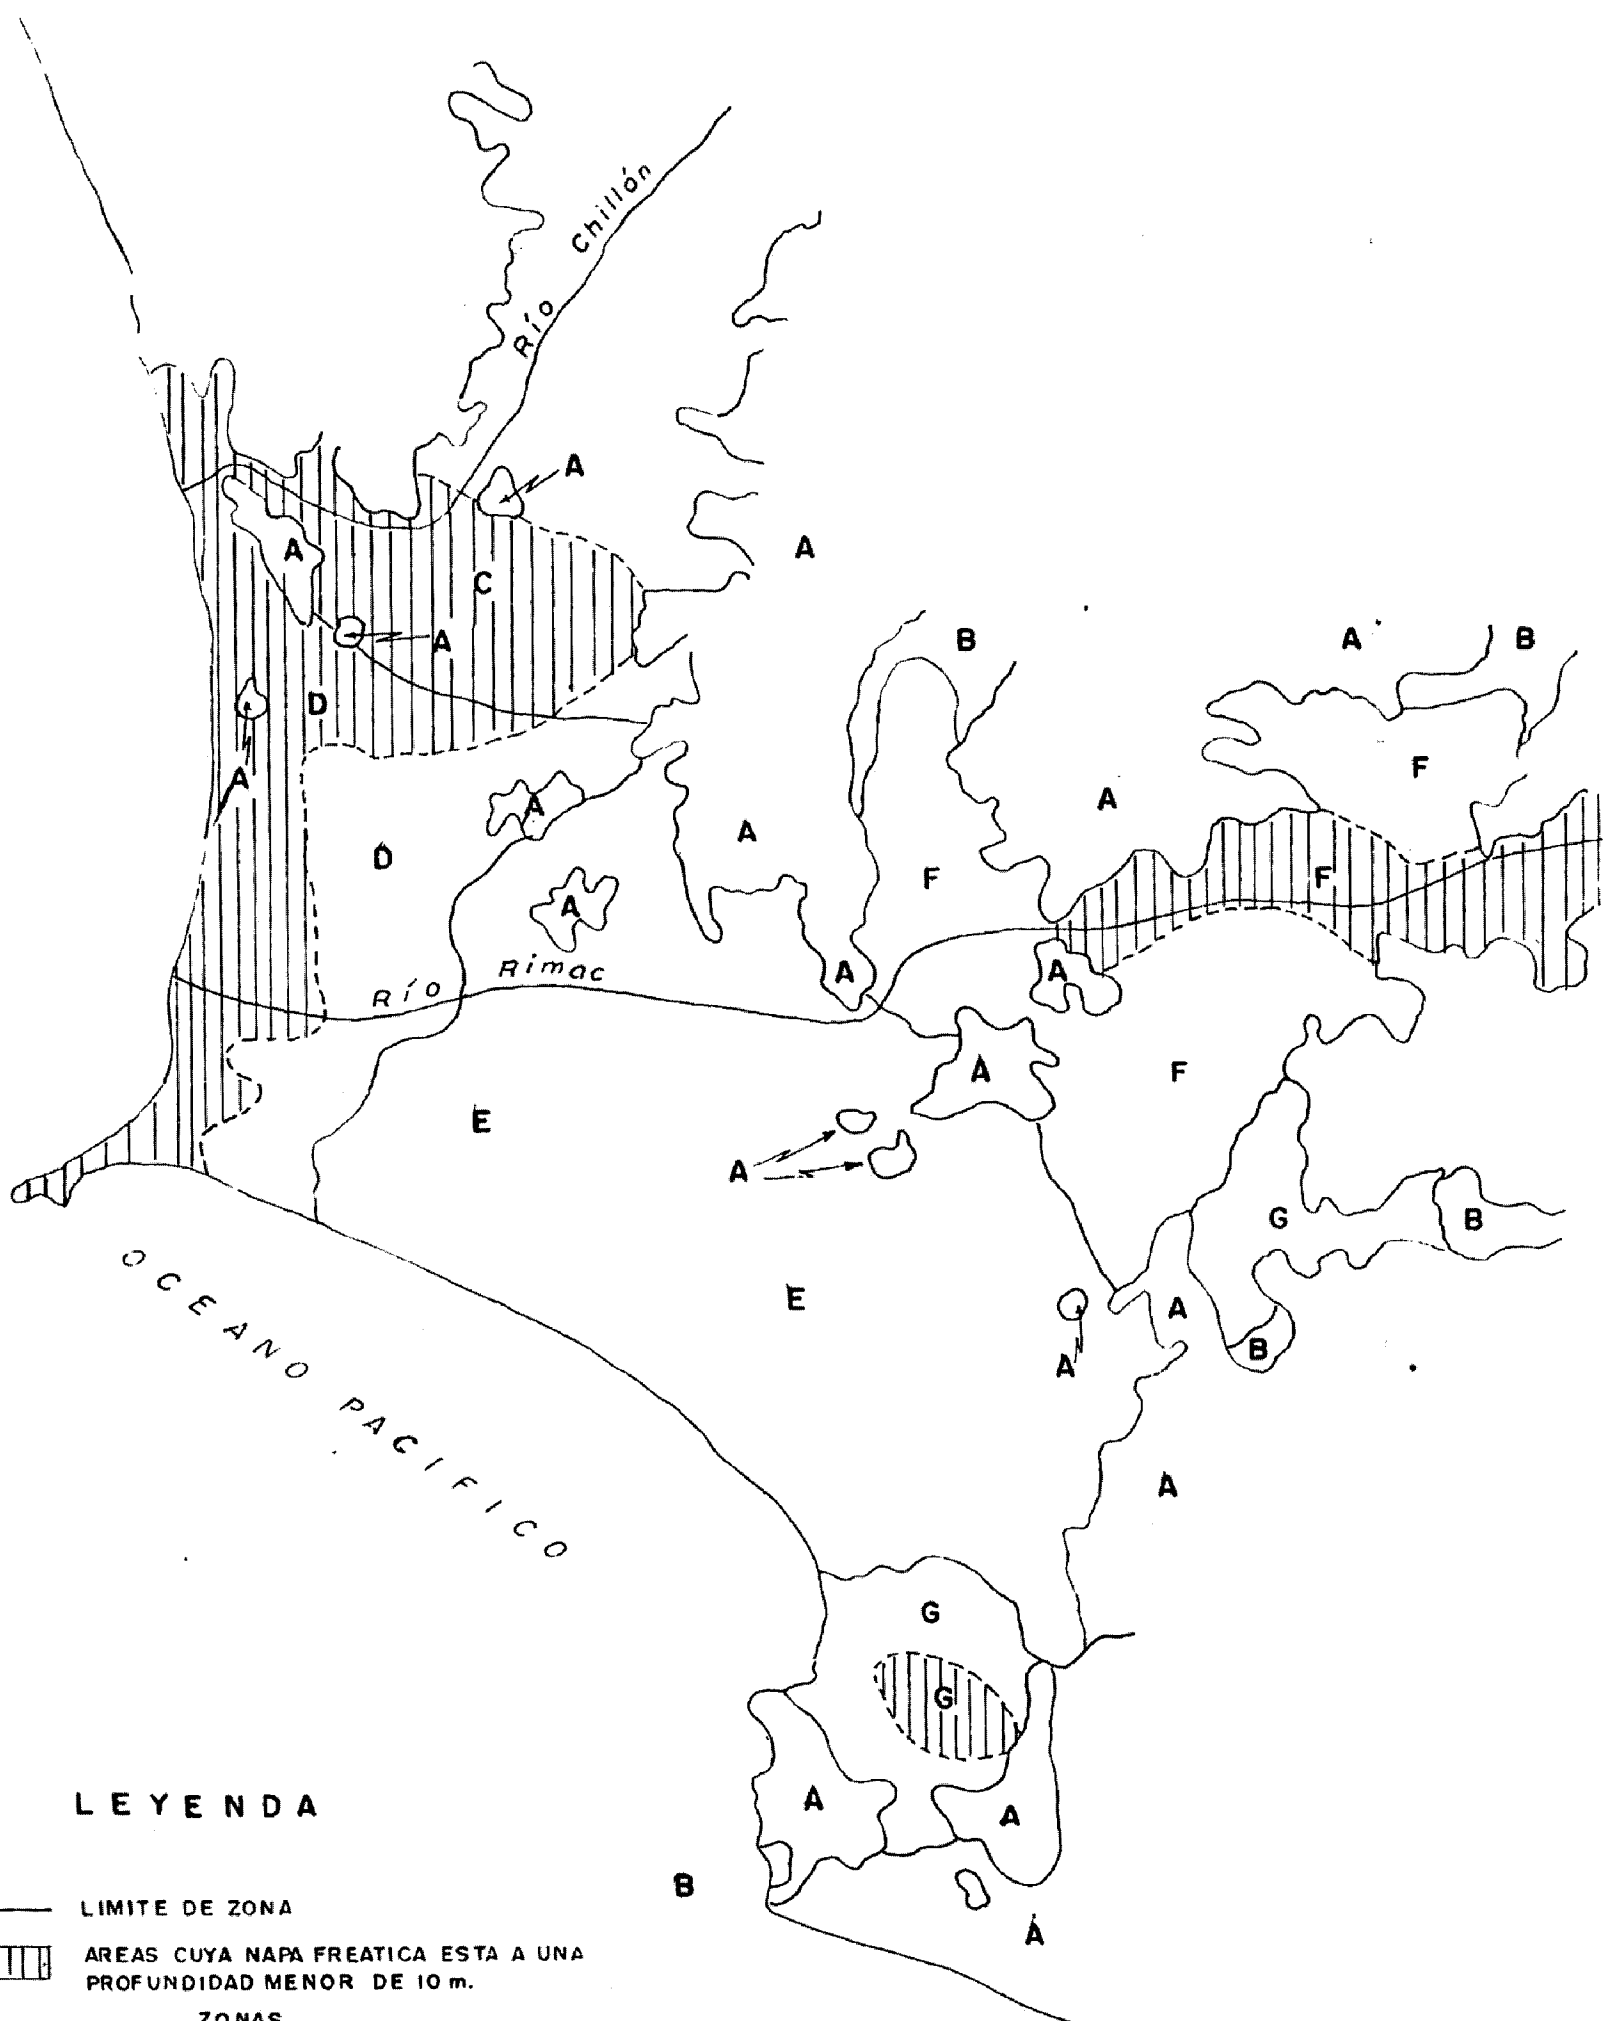 Río Chillón
A
A
A
C
A
B
A
B
A
D
F
A
A
A
A
D
F
F
A
A
A
Río Rimac
A
F
E
A
A
G
B
OCEANO PACIFICO
E
A
B
A
A
G
G
A
A
B
A
LEYENDA
LIMITE DE ZONA
AREAS CUYA NAPA FREATICA ESTA A UNA
PROFUNDIDAD MENOR DE 10 m.
ZONAS